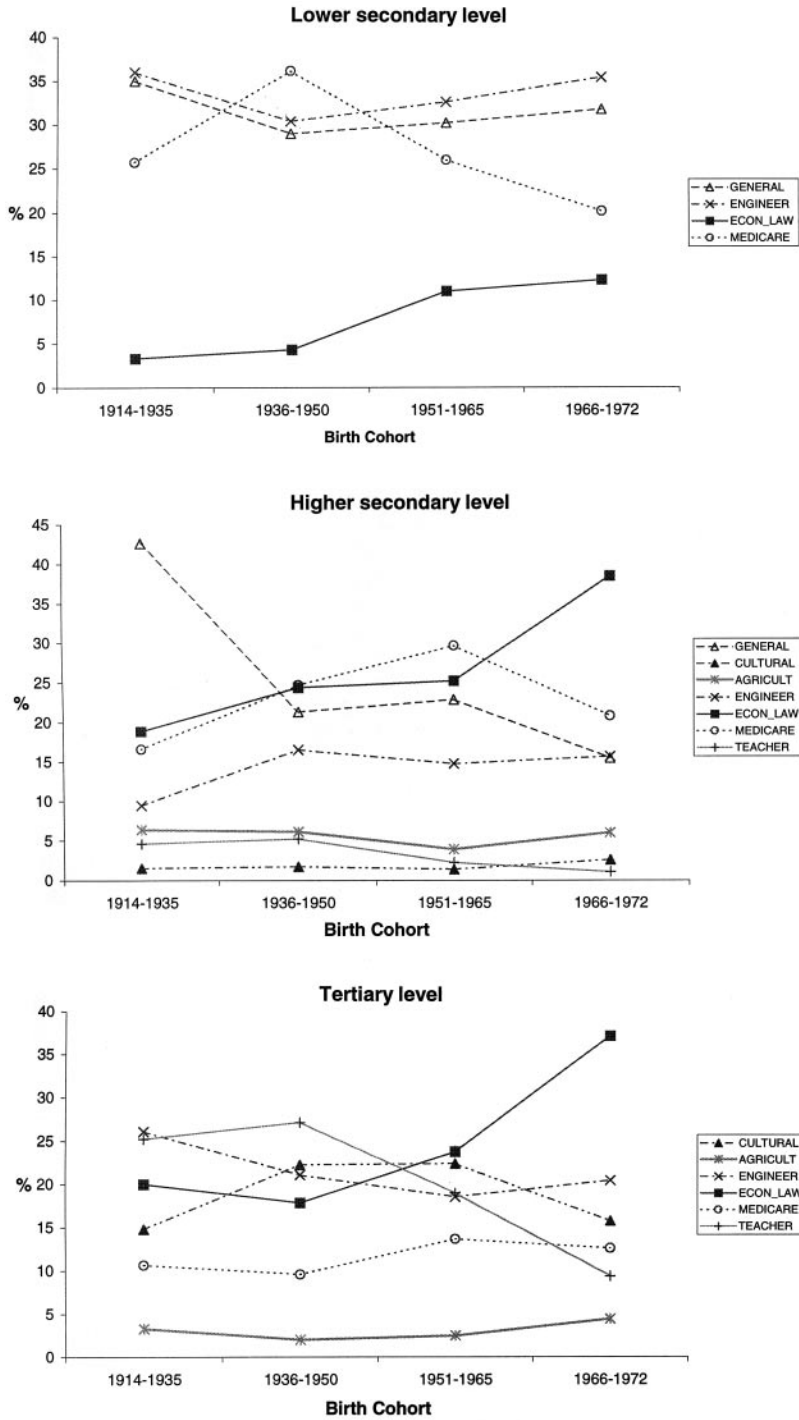 Lower secondary level
40
35
30
25
% 20
15
10
5
0
1914-1935 1936-1950 1951-1965 1966-1972
Birth Cohort
GENERAL
ENGINEER
ECON_LAW
MEDICARE
Higher secondary level
45
40
35
30
25
%
20
15
10
5
0
1914-1935 1936-1950 1951-1965 1966-1972
Birth Cohort
GENERAL
CULTURAL
AGRICULT
ENGINEER
ECON_LAW
MEDICARE
TEACHER
Tertiary level
40
35
30
25
% 20
15
10
5
0
1914-1935 1936-1950 1951-1965 1966-1972
Birth Cohort
CULTURAL
AGRICULT
ENGINEER
ECON_LAW
MEDICARE
TEACHER